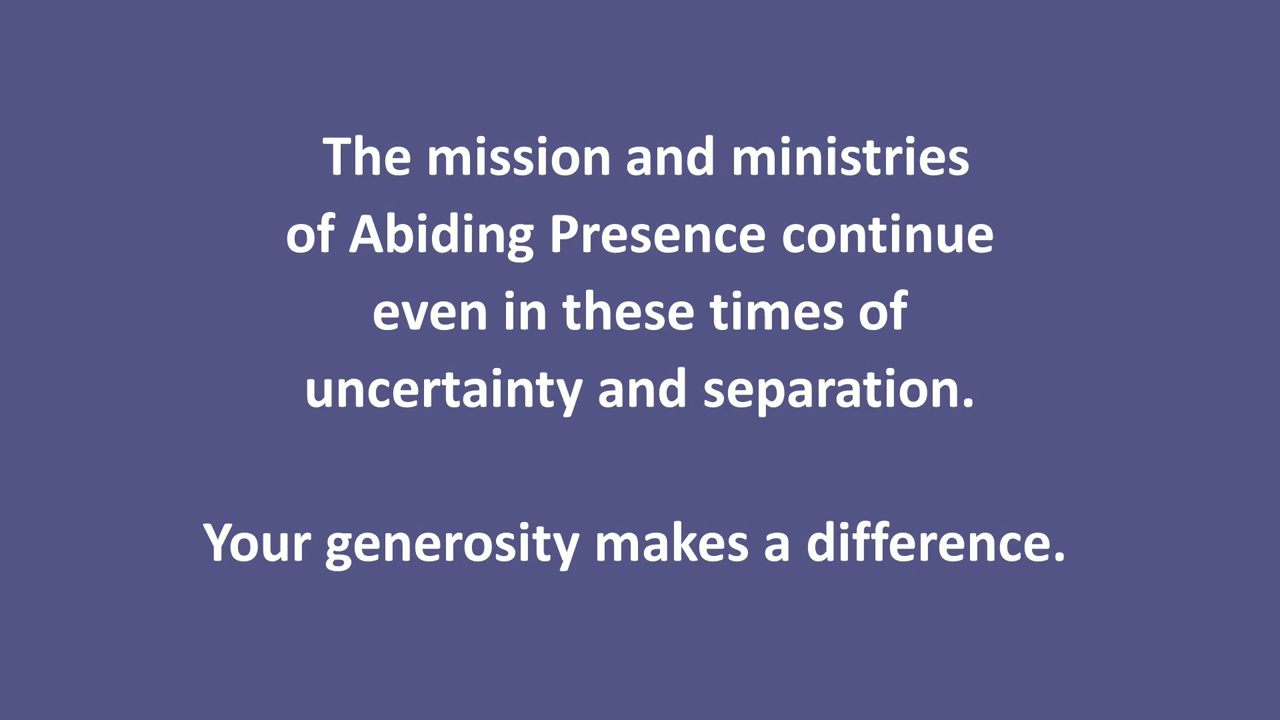 The mission and ministries
of Abiding Presence continue
even in these times of
uncertainty and separation.
Your generosity makes a difference.